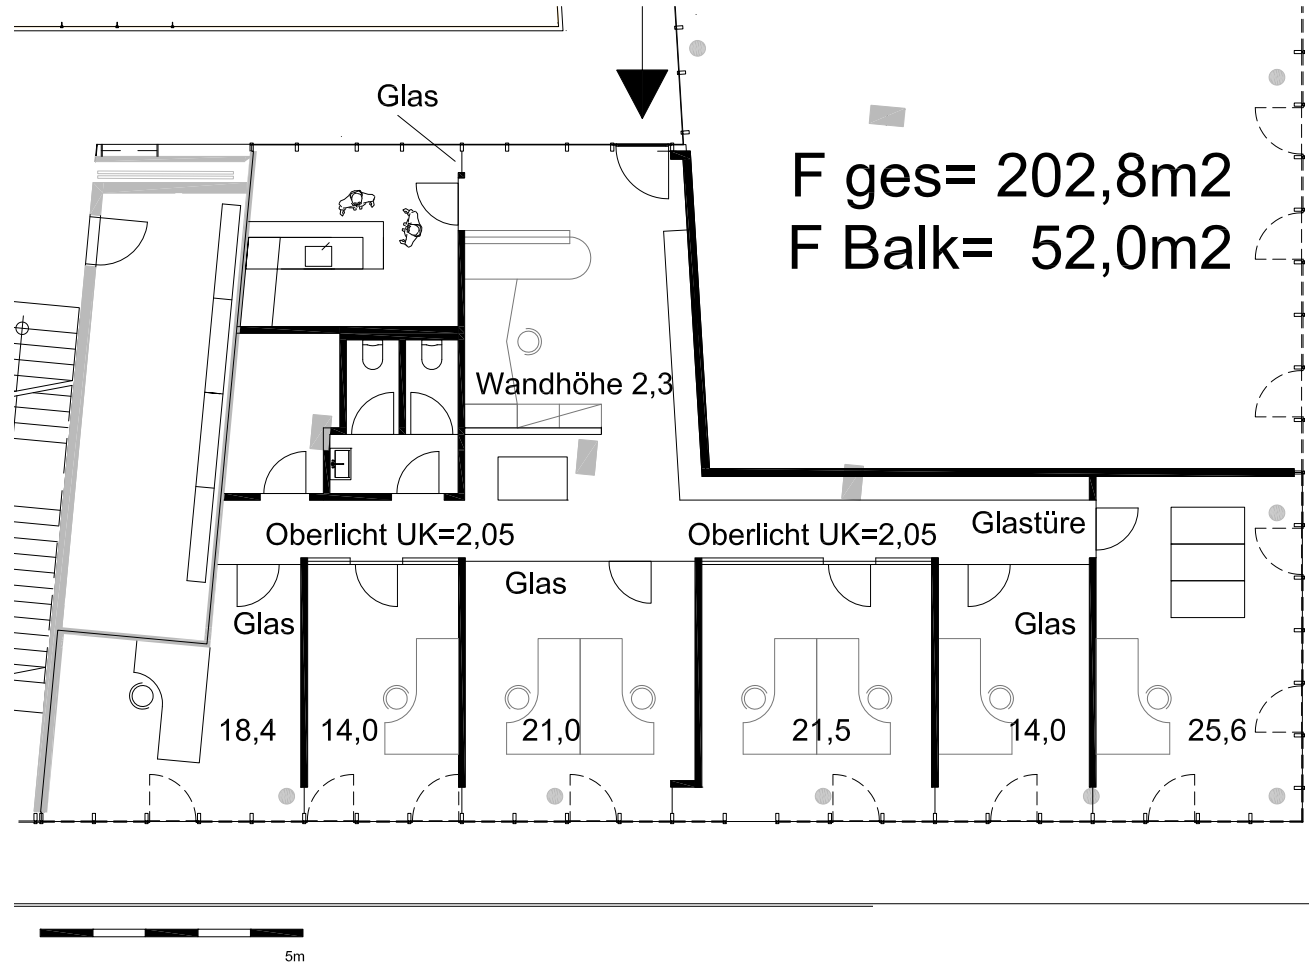 Glas
F ges= 202,8m2
F Balk= 52,0m2
Wandhöhe 2,3
Oberlicht UK=2,05
Oberlicht UK=2,05
Glastüre
Glas
Glas
Glas
18,4
14,0
21,0
21,5
14,0
25,6
5m